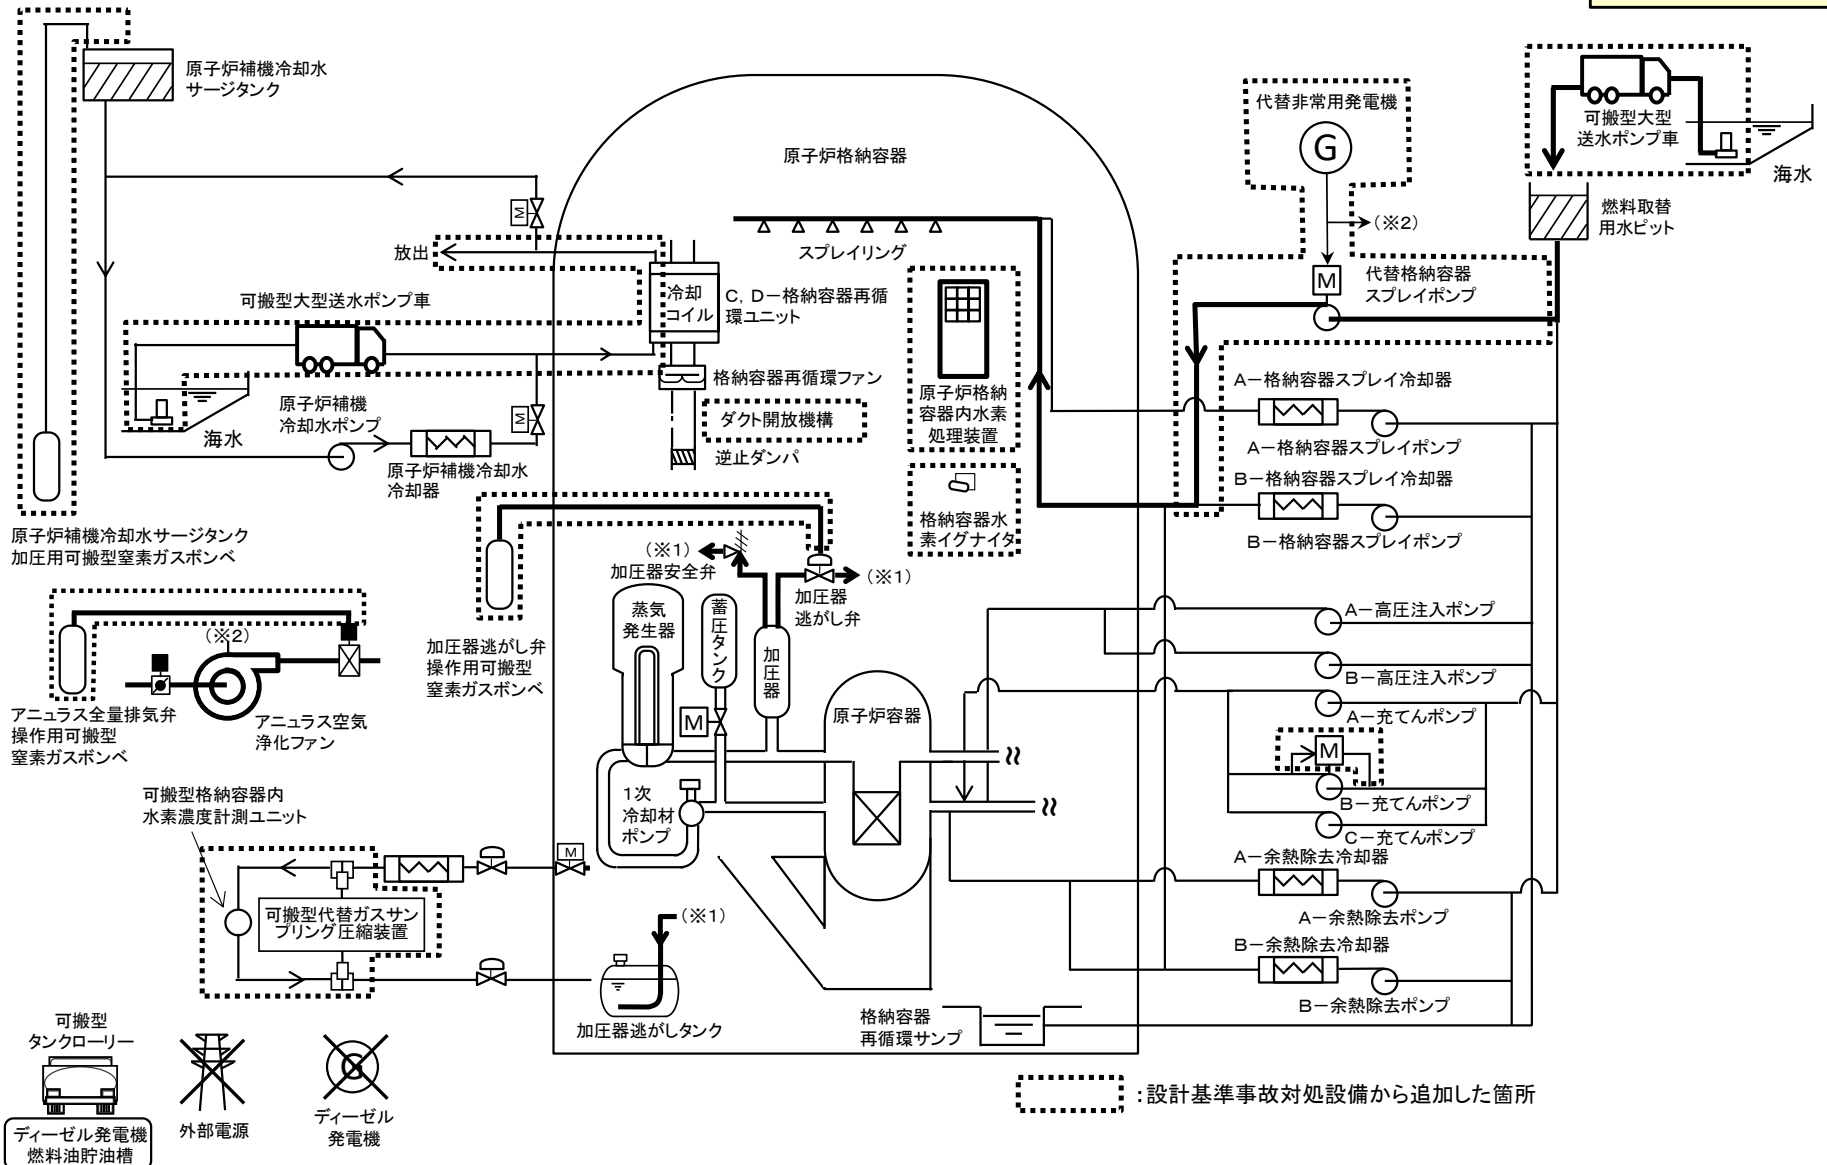 原子炉補機冷却水
サージタンク
原子炉格納容器
代替非常用発電機
G
可搬型大型
送水ポンプ車
海水
燃料取替
用水ピット
(※2)
M
放出
スプレイリング
M
代替格納容器
スプレイポンプ
可搬型大型送水ポンプ車
冷却
コイル
C, D-格納容器再循
環ユニット
格納容器再循環ファン
ダクト開放機構
逆止ダンパ
原子炉格納
容器内水素
処理装置
A-格納容器スプレイ冷却器
A-格納容器スプレイポンプ
原子炉補機
冷却水ポンプ
M
海水
原子炉補機冷却水
冷却器
B-格納容器スプレイ冷却器
B-格納容器スプレイポンプ
格納容器水
素イグナイタ
原子炉補機冷却水サージタンク
加圧用可搬型窒素ガスボンベ
(※1)
加圧器安全弁
(※1)
加圧器
逃がし弁
蒸気
発生器
蓄圧タンク
加圧器
加圧器逃がし弁
操作用可搬型
窒素ガスボンベ
A-高圧注入ポンプ
B-高圧注入ポンプ
(※2)
アニュラス全量排気弁
操作用可搬型
窒素ガスボンベ
アニュラス空気
浄化ファン
M
原子炉容器
A-充てんポンプ
M
B-充てんポンプ
C-充てんポンプ
1次
冷却材
ポンプ
可搬型格納容器内
水素濃度計測ユニット
M
A-余熱除去冷却器
A-余熱除去ポンプ
可搬型代替ガスサン
プリング圧縮装置
(※1)
B-余熱除去冷却器
B-余熱除去ポンプ
加圧器逃がしタンク
格納容器
再循環サンプ
可搬型
タンクローリー
ディーゼル発電機
燃料油貯油槽
外部電源
G
ディーゼル
発電機
:設計基準事故対処設備から追加した箇所